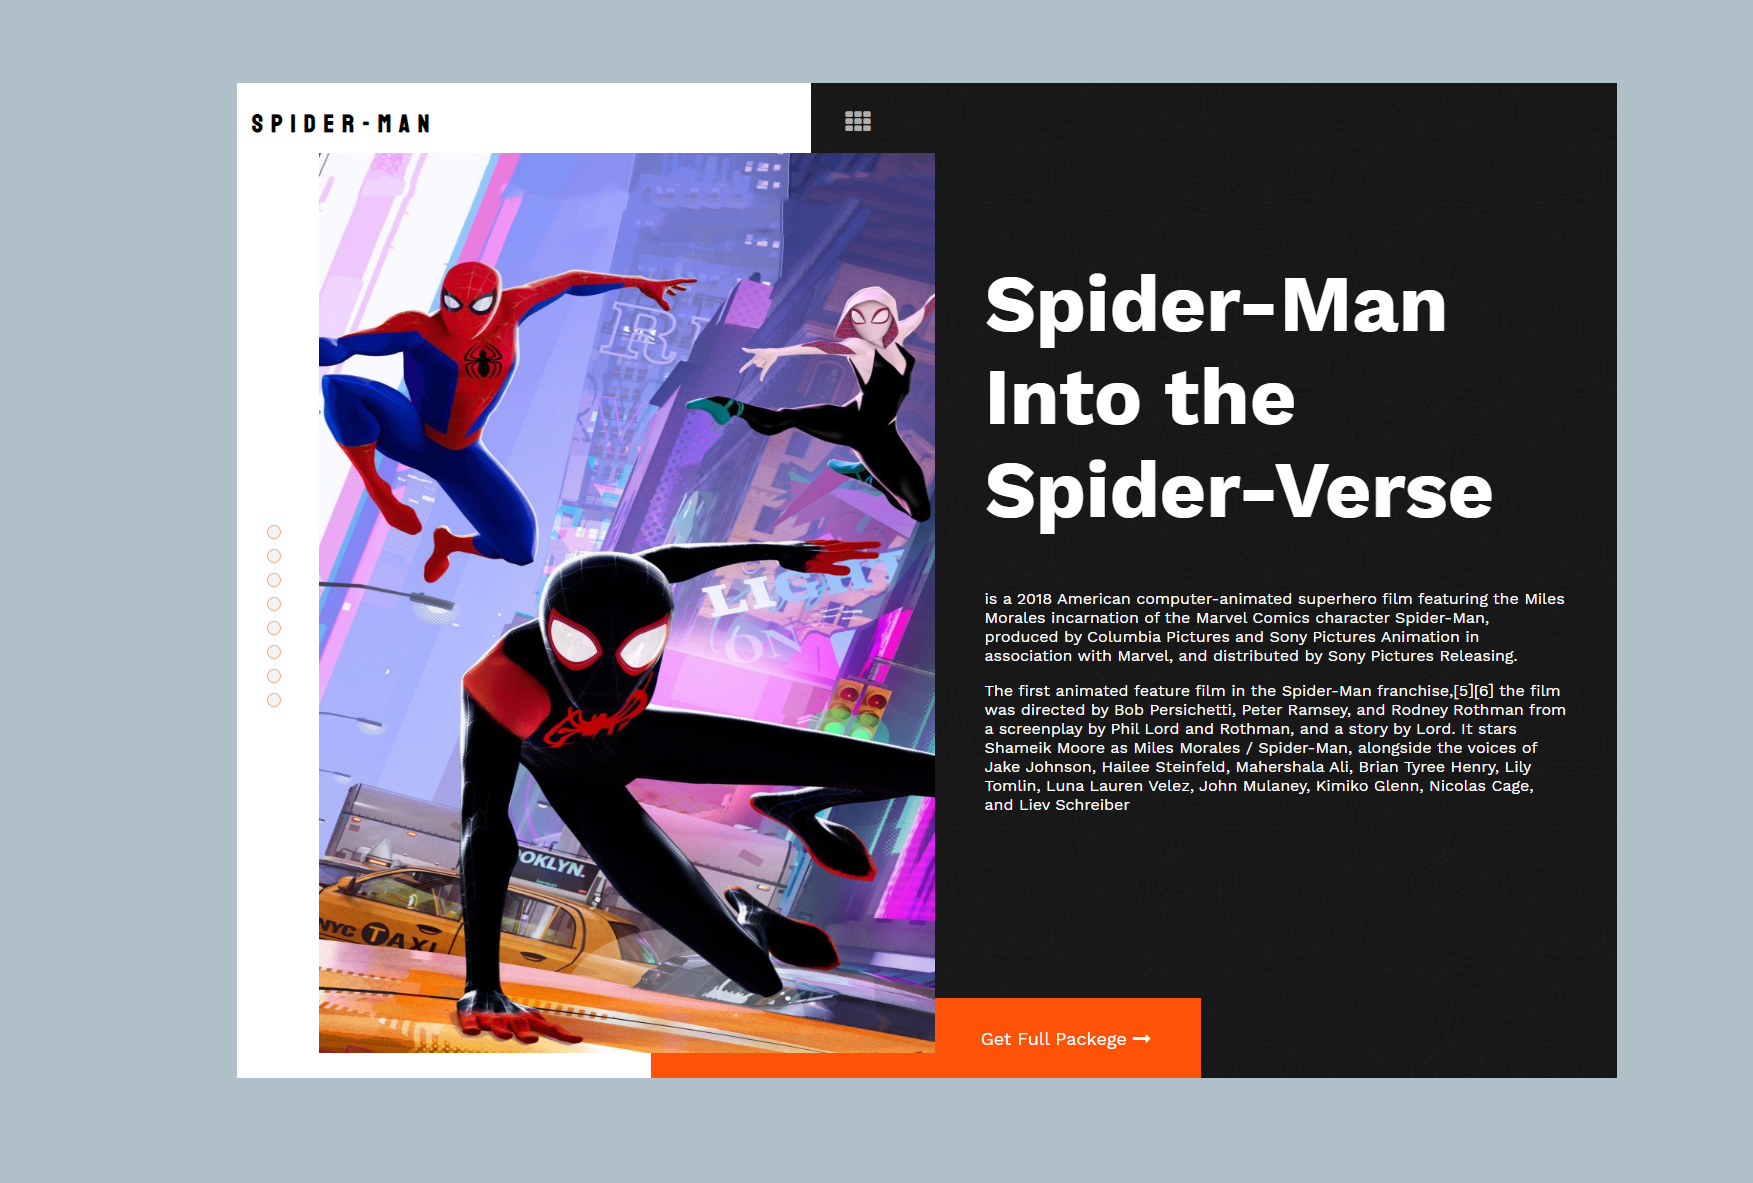 SPIDER-MAN
Spider-Man
Into the
Spider-Verse
is a 2018 American computer-animated superhero film featuring the Miles
Morales incarnation of the Marvel Comics character Spider-Man,
produced by Columbia Pictures and Sony Pictures Animation in
association with Marvel, and distributed by Sony Pictures Releasing.
The first animated feature film in the Spider-Man franchise,[5][6] the film
was directed by Bob Persichetti, Peter Ramsey, and Rodney Rothman from
a screenplay by Phil Lord and Rothman, and a story by Lord. It stars
Shameik Moore as Miles Morales / Spider-Man, alongside the voices of
Jake Johnson, Hailee Steinfeld, Mahershala Ali, Brian Tyree Henry, Lily
Tomlin, Luna Lauren Velez, John Mulaney, Kimiko Glenn, Nicolas Cage,
and Liev Schreiber
LIGHT
OOKLYN.
NYC TAXI
Get Full Packege